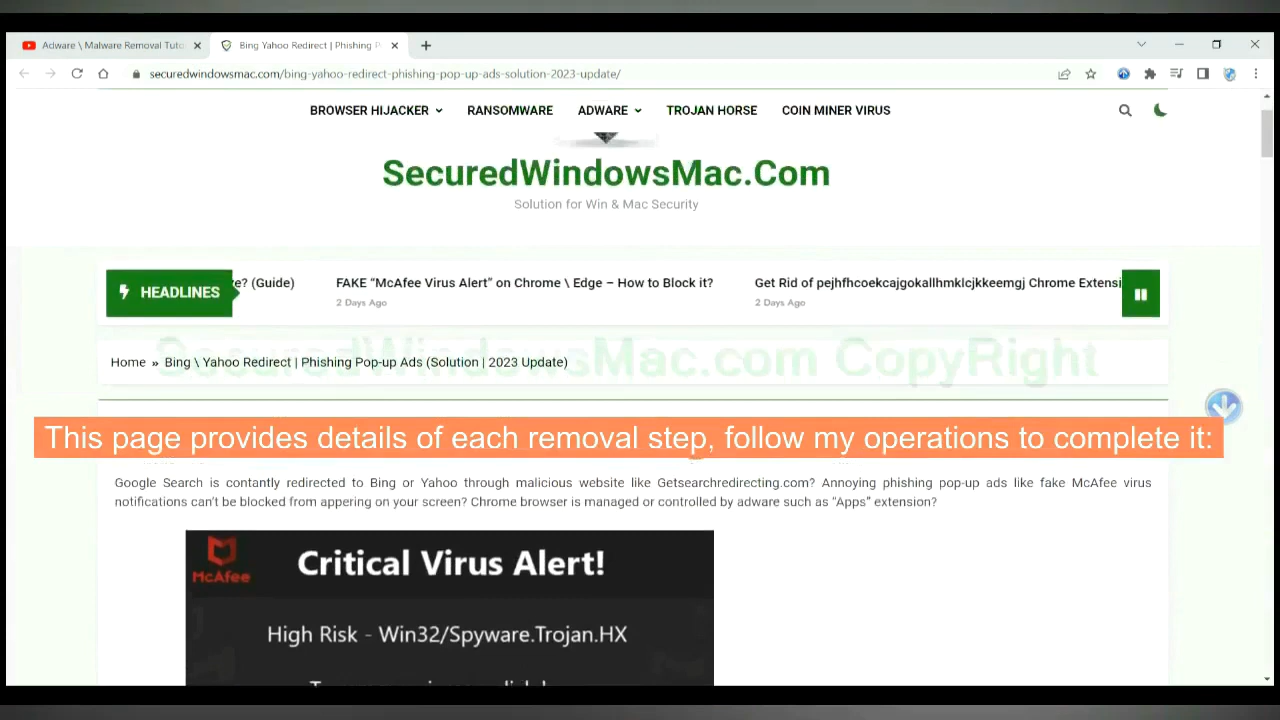 Adware \ Malware Removal Tuto
Bing Yahoo Redirect | Phishing P
securedwindowsmac.com/bing-yahoo-redirect-phishing-pop-up-ads-solution-2023-update/
BROWSER HIJACKER RANSOMWARE ADWARE TROJAN HORSE COIN MINER VIRUS
SecuredWindowsMac.Com
Solution for Win & Mac Security
HEADLINES
e? (Guide)
FAKE “McAfee Virus Alert” on Chrome \ Edge – How to Block it?
2 Days Ago
Get Rid of pejhfhcoekcajgokallhmklcjkkeemgj Chrome Extensi
2 Days Ago
SecuredWindowsMac.com CopyRight
Home » Bing \ Yahoo Redirect | Phishing Pop-up Ads (Solution | 2023 Update)
This page provides details of each removal step, follow my operations to complete it:
Google Search is contantly redirected to Bing or Yahoo through malicious website like Getsearchredirecting.com? Annoying phishing pop-up ads like fake McAfee virus
notifications can’t be blocked from appering on your screen? Chrome browser is managed or controlled by adware such as “Apps” extension?
McAfee
Critical Virus Alert!
High Risk - Win32/Spyware.Trojan.HX